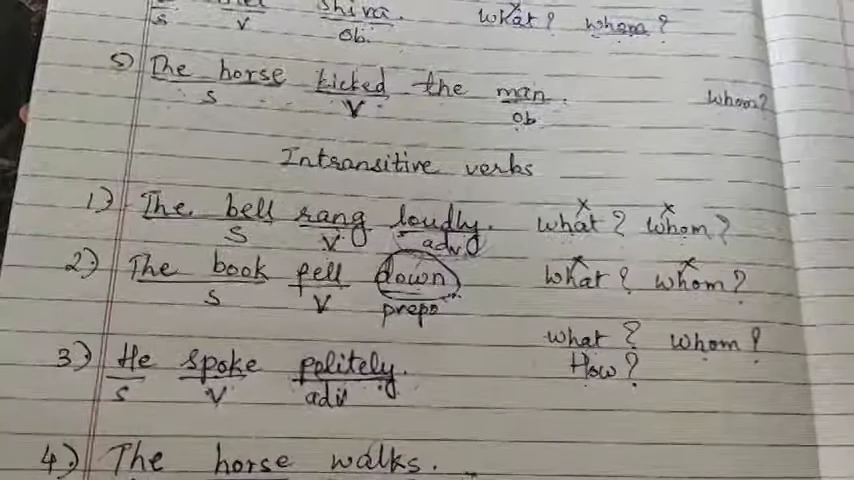 Shiva. What? whom?
S V Ob.
5) The horse kicked the man. whom?
S V Ob
Intransitive verbs
1) The bell rang loudly. what? whom?
S V adv
2) The book fell down what? whom?
S V prepo
what? whom?
3) He spoke politely. How?
S V adv
4) The horse walks.